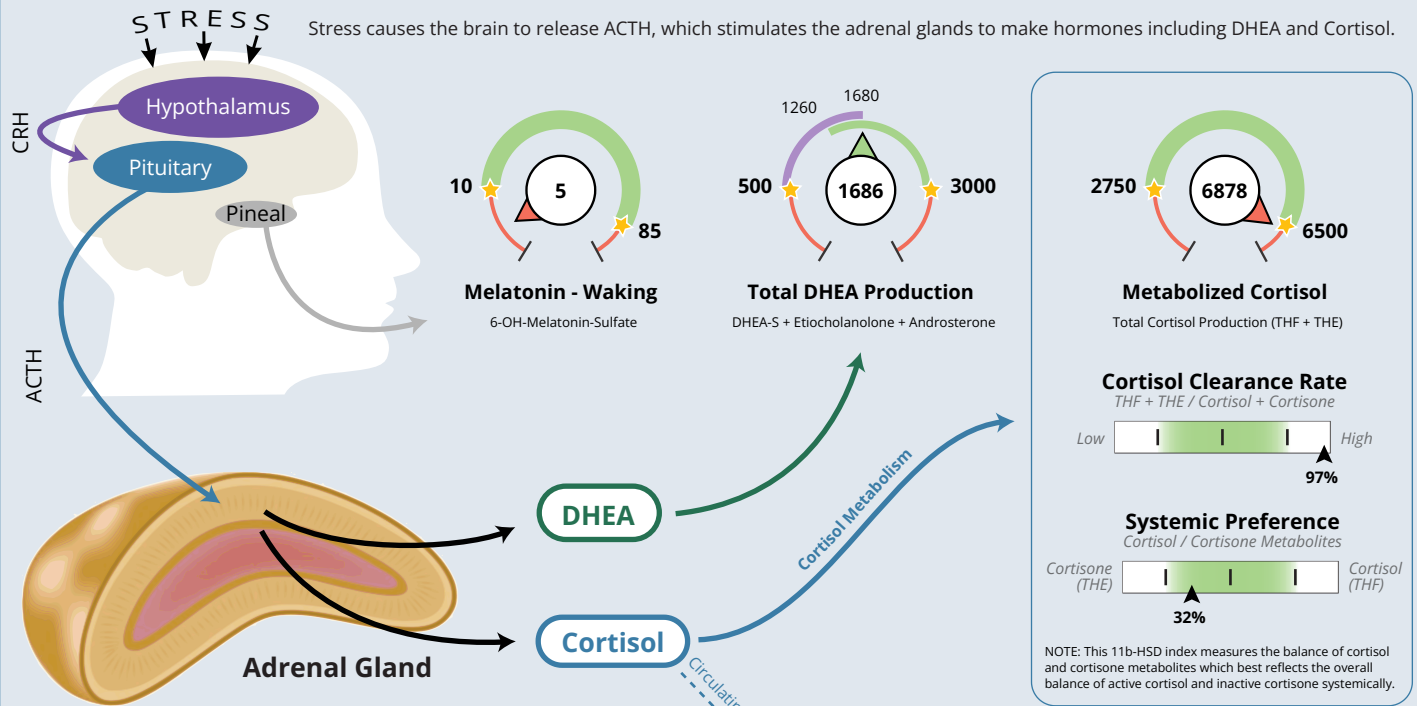 STRESS
Stress causes the brain to release ACTH, which stimulates the adrenal glands to make hormones including DHEA and Cortisol.
Hypothalamus
CRH
Pituitary
Pineal
ACTH
10
5
85
Melatonin - Waking
6-OH-Melatonin-Sulfate
1260
1680
500
1686
3000
Total DHEA Production
DHEA-S + Etiocholanolone + Androsterone
2750
6878
6500
Metabolized Cortisol
Total Cortisol Production (THF + THE)
Cortisol Clearance Rate
THF + THE / Cortisol + Cortisone
Low
High
97%
Systemic Preference
Cortisol / Cortisone Metabolites
Cortisone
(THE)
Cortisol
(THF)
32%
NOTE: This 11b-HSD index measures the balance of cortisol
and cortisone metabolites which best reflects the overall
balance of active cortisol and inactive cortisone systemically.
DHEA
Cortisol Metabolism
Cortisol
Adrenal Gland